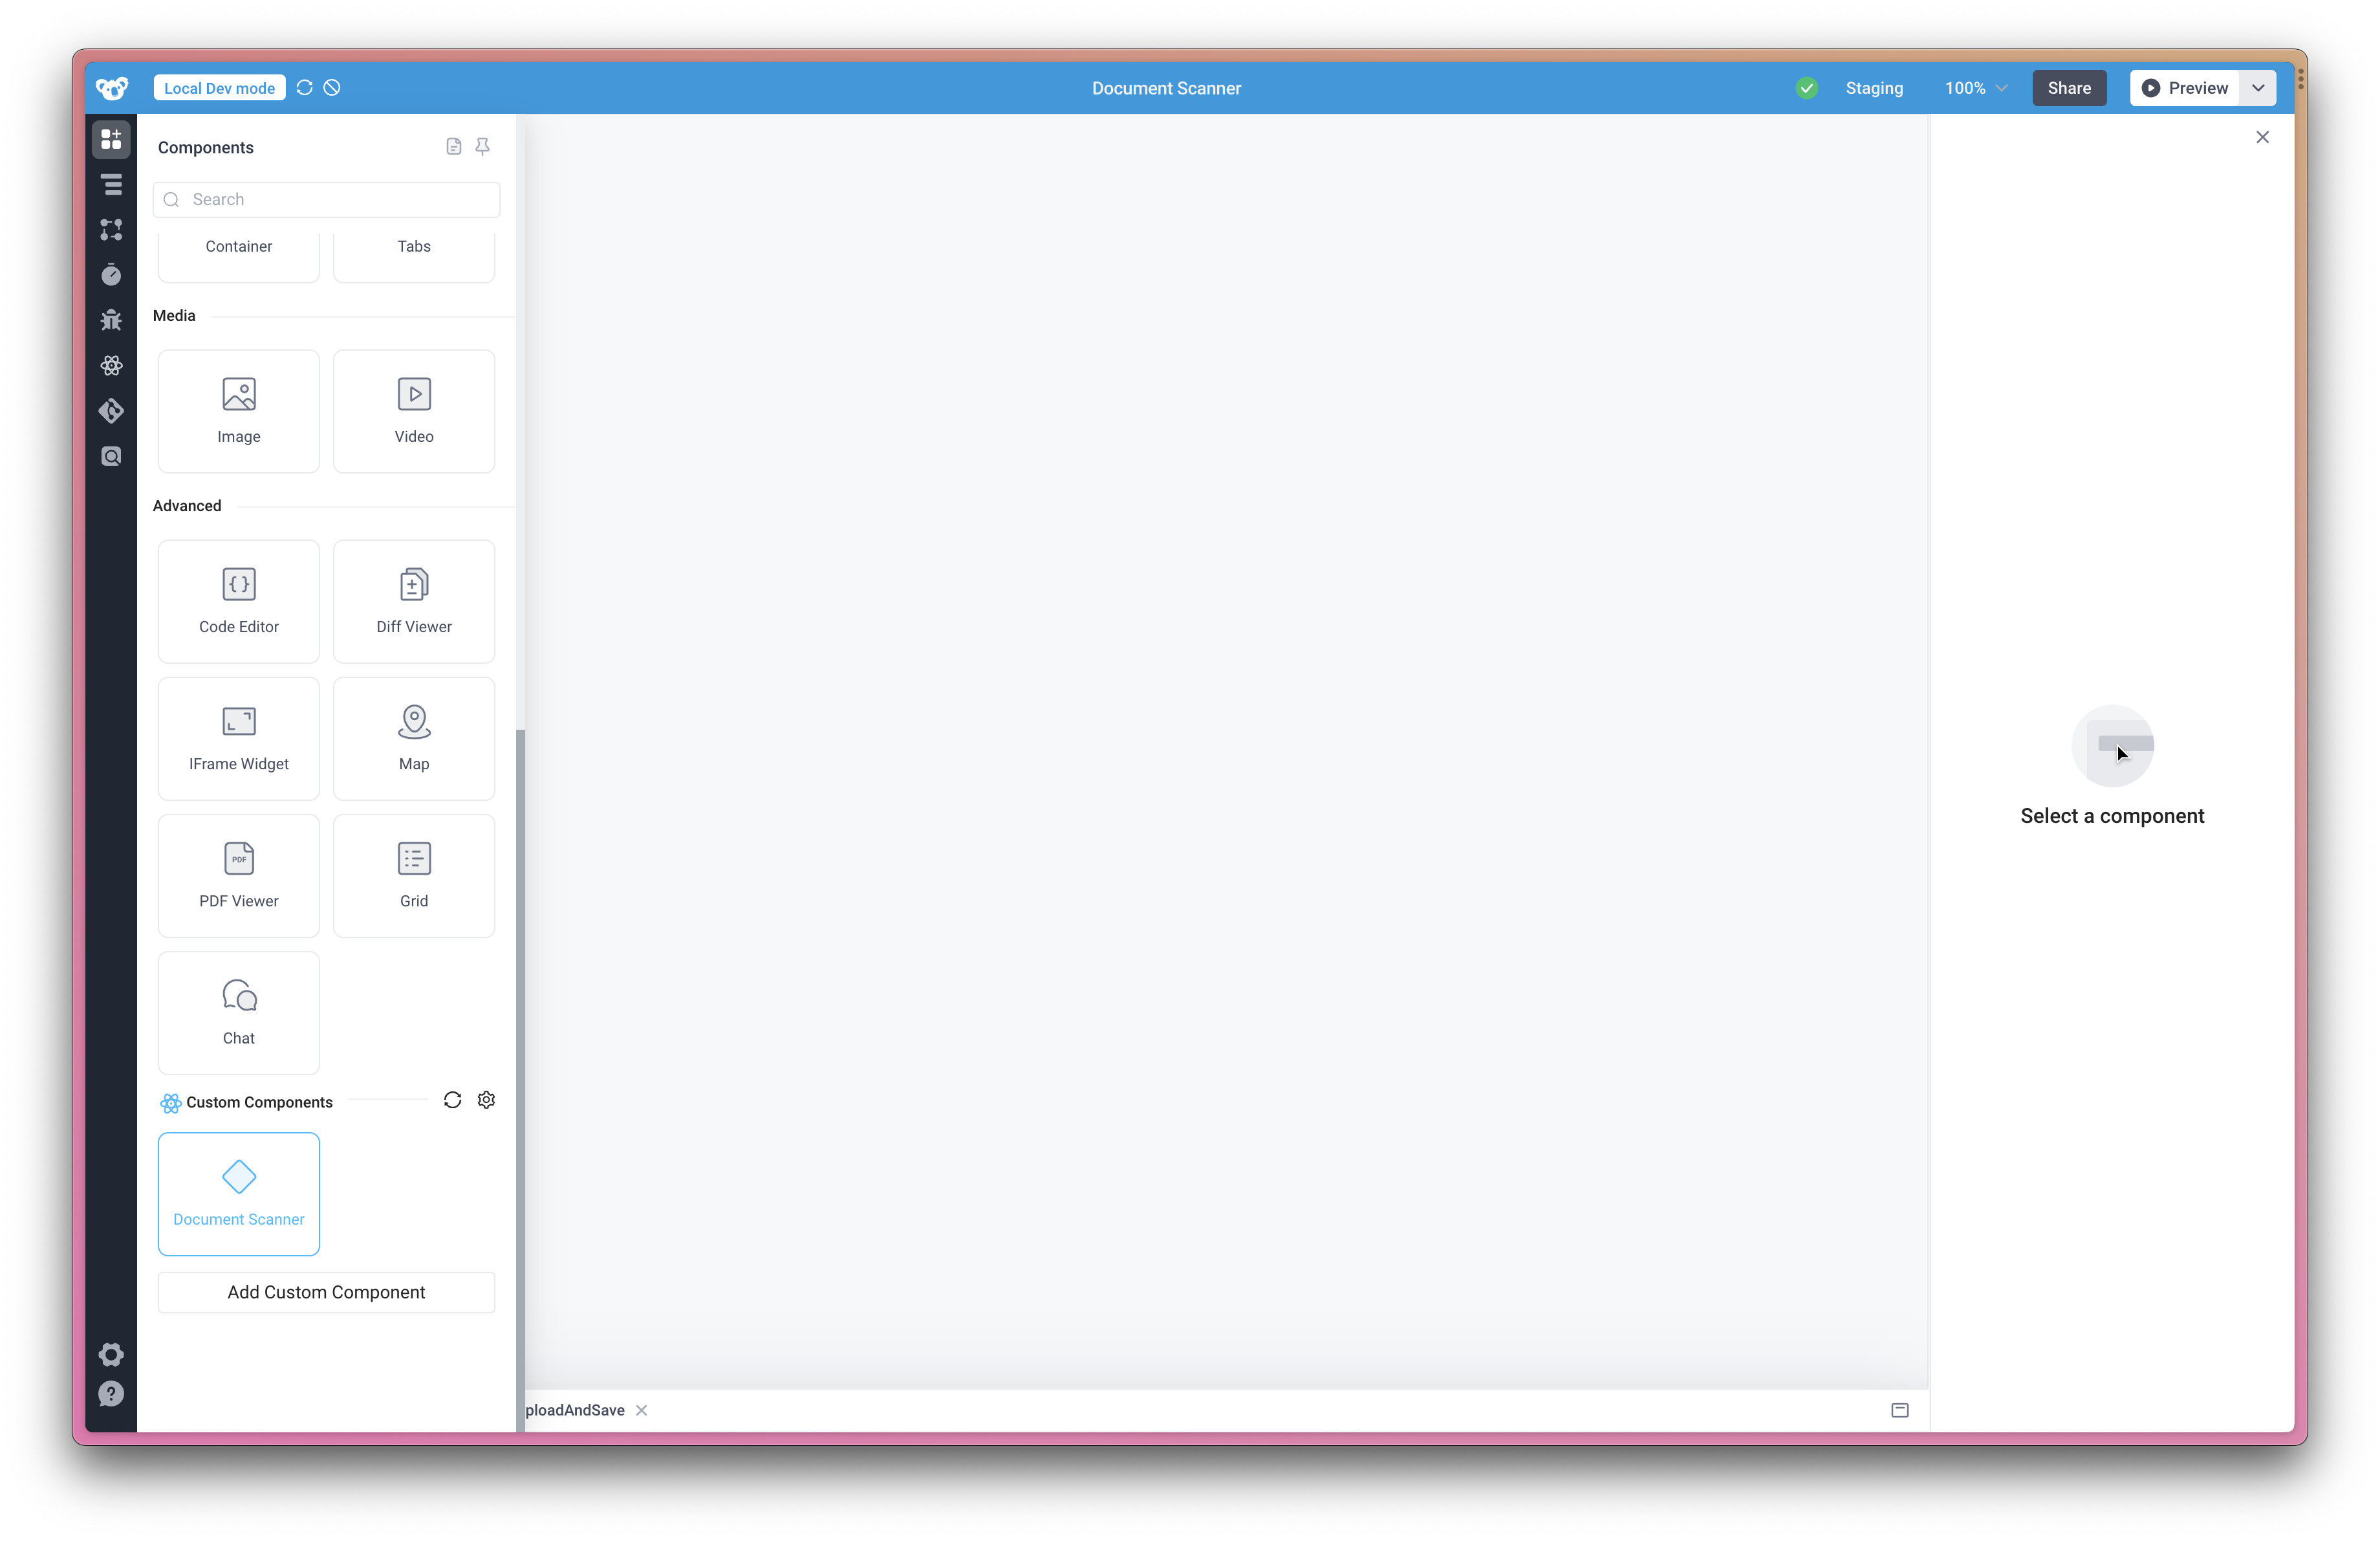 Local Dev mode
Document Scanner
Staging
100%
Share
Preview
Components
Search
Container
Tabs
Media
Image
Video
Advanced
Code Editor
Diff Viewer
IFrame Widget
Map
PDF
PDF Viewer
Grid
Chat
Custom Components
Document Scanner
Add Custom Component
ploadAndSave
Select a component